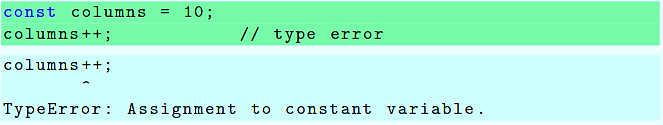 const columns = 10;
columns++;          // type error
columns++;
       ^
TypeError: Assignment to constant variable.